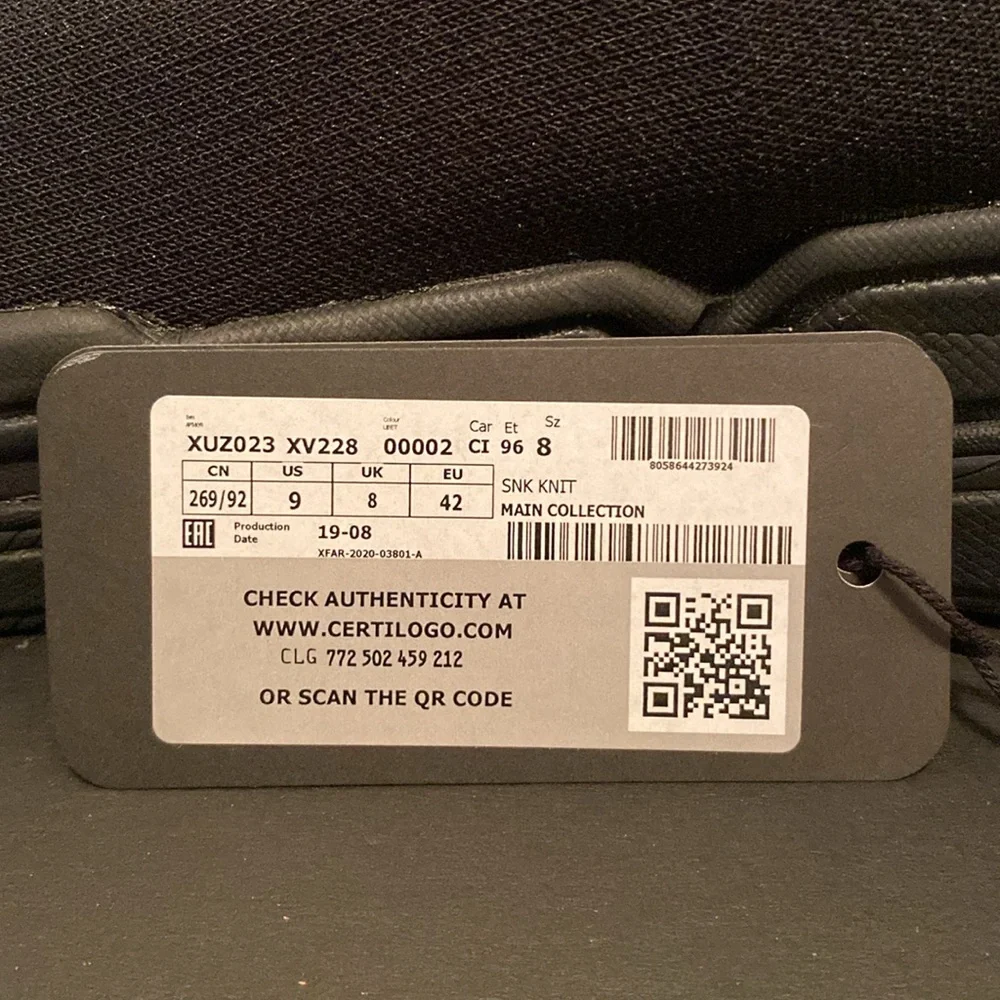 Colour
Car Et Sz
XUZ023 XV228 00002 CI 96 8
8058644273924
CN US UK EU
269/92 9 8 42
SNK KNIT
MAIN COLLECTION
EAC Production Date 19-08
XFAR-2020-03801-A
CHECK AUTHENTICITY AT
WWW.CERTILOGO.COM
CLG 772 502 459 212
OR SCAN THE QR CODE